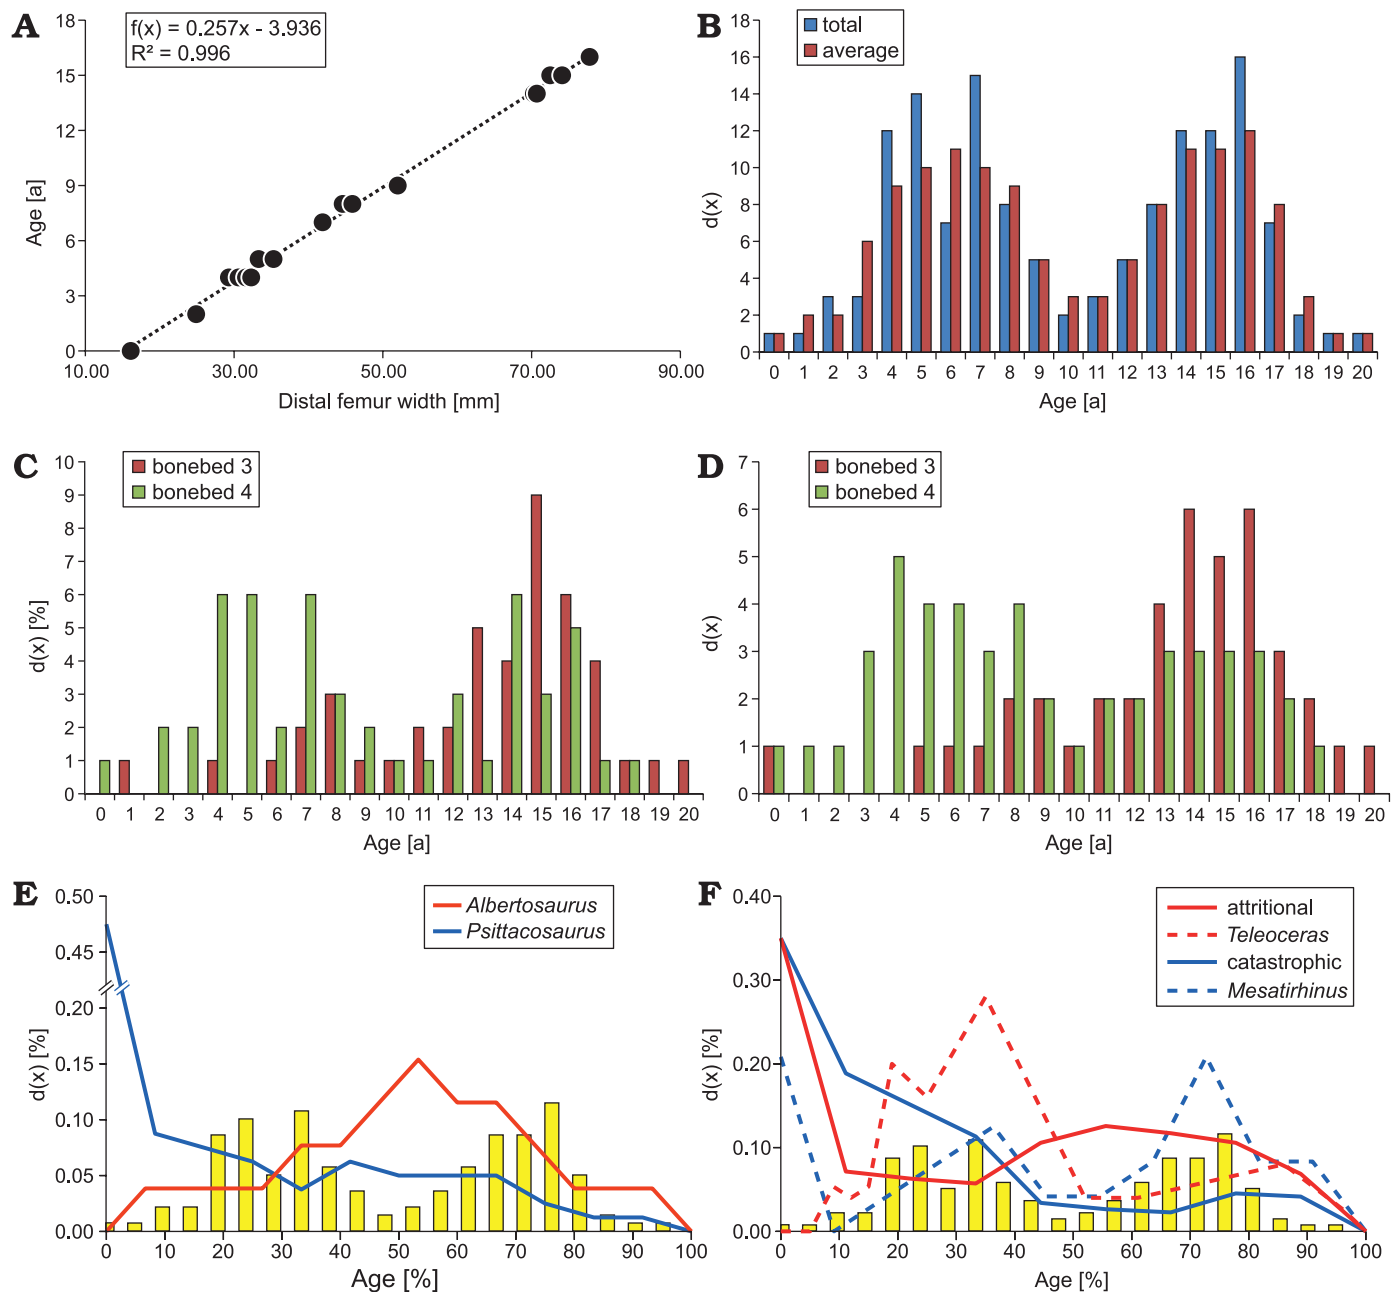 A
f(x) = 0.257x - 3.936
R² = 0.996
18
15
12
9
6
3
0
Age [a]
10.00 30.00 50.00 70.00 90.00
Distal femur width [mm]
B
total
average
18
16
14
12
10
8
6
4
2
0
d(x)
0 1 2 3 4 5 6 7 8 9 10 11 12 13 14 15 16 17 18 19 20
Age [a]
C
bonebed 3
bonebed 4
10
9
8
7
6
5
4
3
2
1
0
d(x) [%]
0 1 2 3 4 5 6 7 8 9 10 11 12 13 14 15 16 17 18 19 20
Age [a]
D
bonebed 3
bonebed 4
7
6
5
4
3
2
1
0
d(x)
0 1 2 3 4 5 6 7 8 9 10 11 12 13 14 15 16 17 18 19 20
Age [a]
E
Albertosaurus
Psittacosaurus
0.50
0.45
0.20
0.15
0.10
0.05
0.00
d(x) [%]
0 10 20 30 40 50 60 70 80 90 100
Age [%]
F
attritional
Teleoceras
catastrophic
Mesatirhinus
0.40
0.30
0.20
0.10
0.00
d(x) [%]
0 10 20 30 40 50 60 70 80 90 100
Age [%]